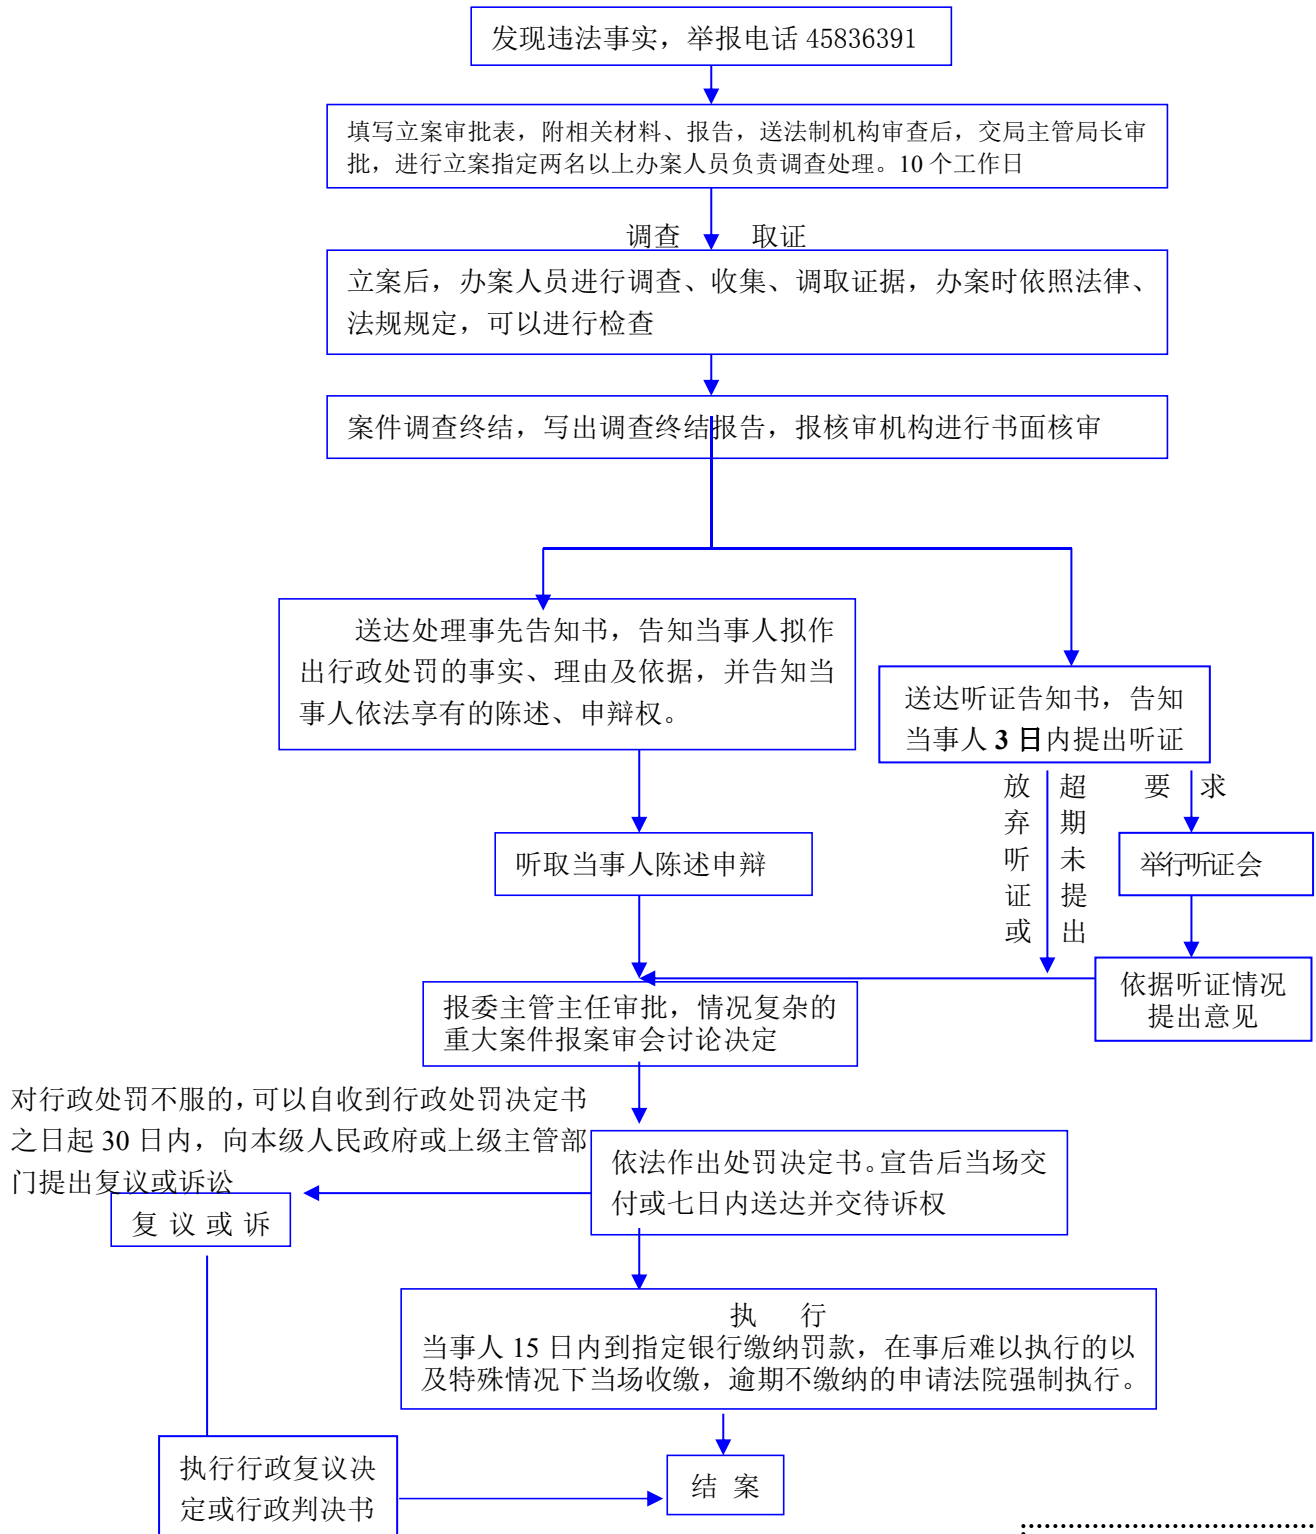 发现违法事实，举报电话 45836391
填写立案审批表，附相关材料、报告，送法制机构审查后，交局主管局长审
批，进行立案指定两名以上办案人员负责调查处理。10 个工作日
调查 取证
立案后，办案人员进行调查、收集、调取证据，办案时依照法律、
法规规定，可以进行检查
案件调查终结，写出调查终结报告，报核审机构进行书面核审
送达处理事先告知书，告知当事人拟作
出行政处罚的事实、理由及依据，并告知当
事人依法享有的陈述、申辩权。
送达听证告知书，告知
当事人 3 日内提出听证
放弃听证或
超期未提出
要 求
听取当事人陈述申辩
举行听证会
依据听证情况
提出意见
报委主管主任审批，情况复杂的
重大案件报案审会讨论决定
对行政处罚不服的，可以自收到行政处罚决定书
之日起 30 日内，向本级人民政府或上级主管部
门提出复议或诉讼
依法作出处罚决定书。宣告后当场交
付或七日内送达并交待诉权
复 议 或 诉
执 行
当事人 15 日内到指定银行缴纳罚款，在事后难以执行的以
及特殊情况下当场收缴，逾期不缴纳的申请法院强制执行。
执行行政复议决
定或行政判决书
结 案